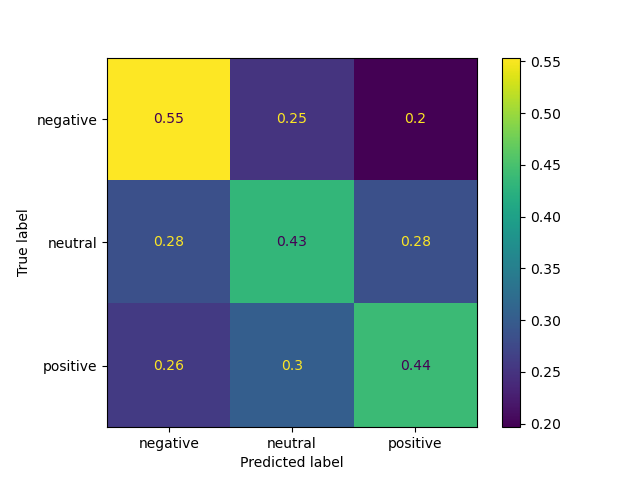 negative 0.55 0.25 0.2
neutral 0.28 0.43 0.28
positive 0.26 0.3 0.44
negative neutral positive
Predicted label
True label
0.55
0.50
0.45
0.40
0.35
0.30
0.25
0.20